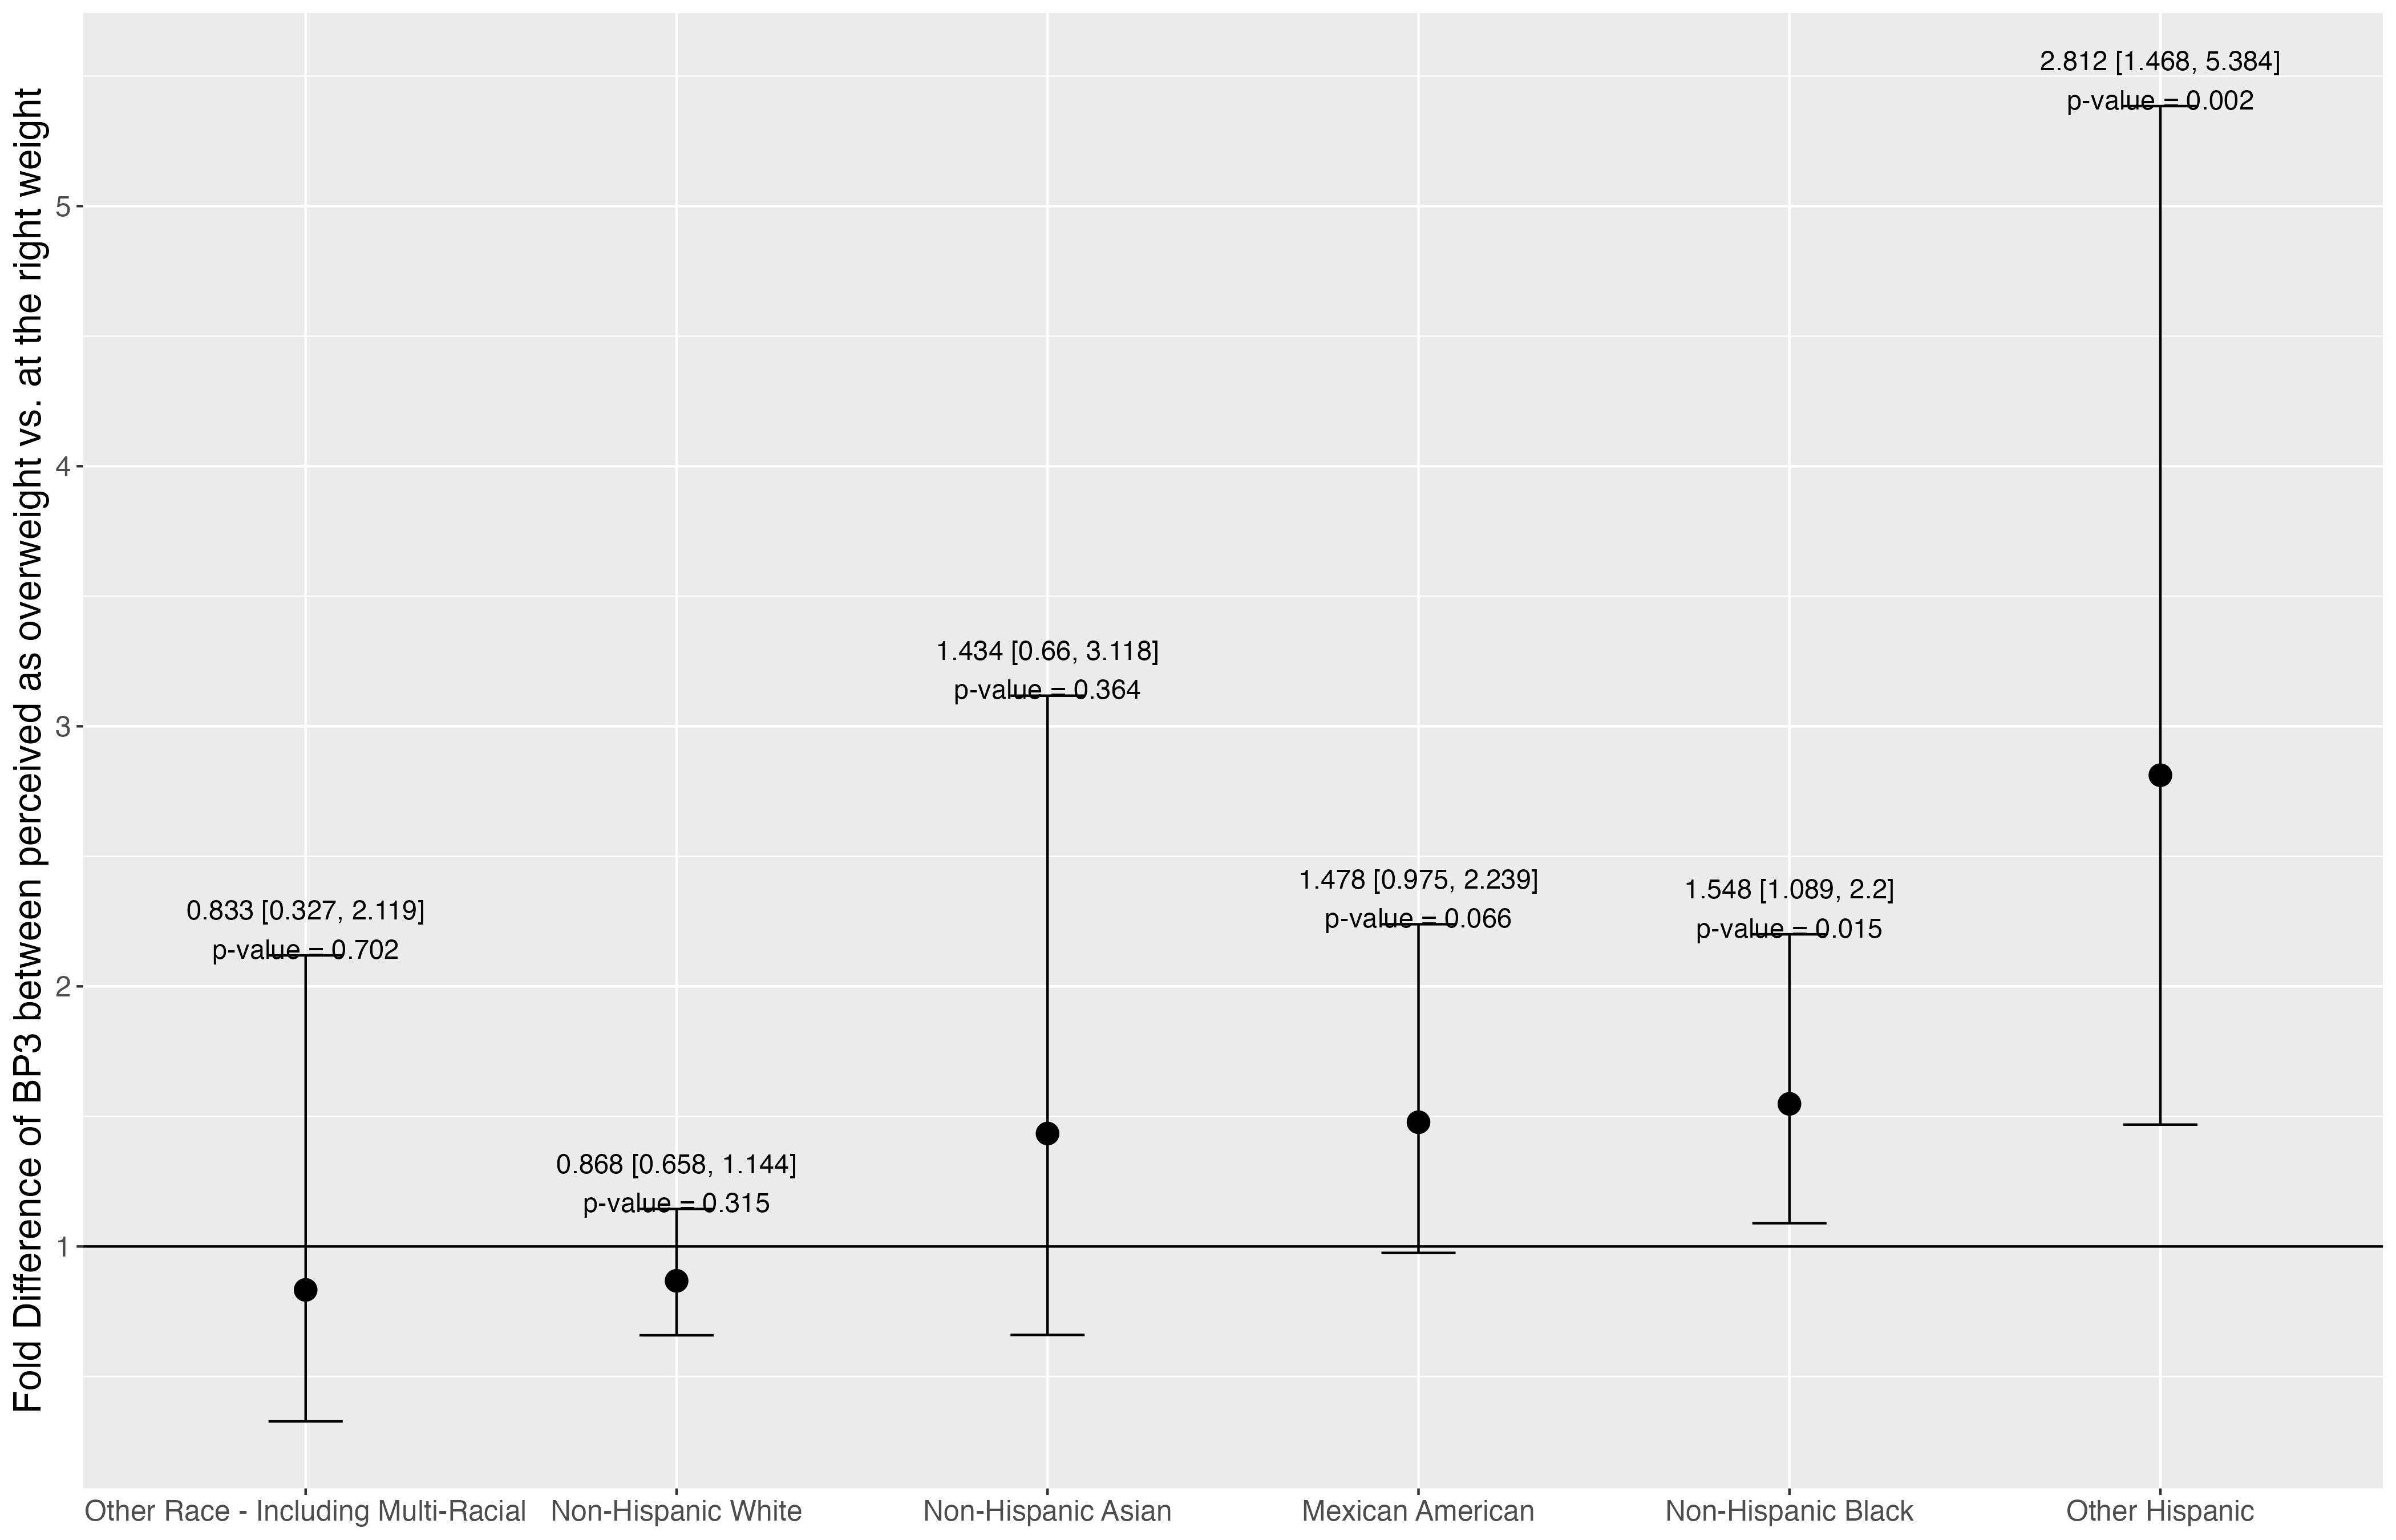 Fold Difference of BP3 between perceived as overweight vs. at the right weight
5
4
3
2
1
2.812 [1.468, 5.384]
p-value = 0.002
1.434 [0.66, 3.118]
p-value = 0.364
1.478 [0.975, 2.239]
p-value = 0.066
1.548 [1.089, 2.2]
p-value = 0.015
0.833 [0.327, 2.119]
p-value = 0.702
0.868 [0.658, 1.144]
p-value = 0.315
Other Race - Including Multi-Racial
Non-Hispanic White
Non-Hispanic Asian
Mexican American
Non-Hispanic Black
Other Hispanic